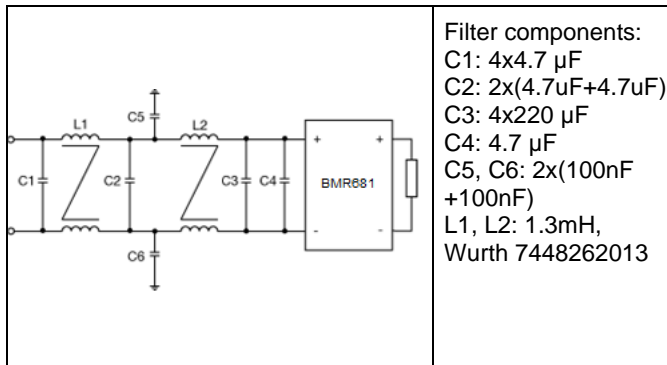 Filter components:
C1: 4x4.7 µF
C2: 2x(4.7uF+4.7uF)
C3: 4x220 µF
C4: 4.7 µF
C5, C6: 2x(100nF
+100nF)
L1, L2: 1.3mH,
Wurth 7448262013
C5
L1
L2
+
+
C1
C2
C3
C4
BMR681
-
-
C6